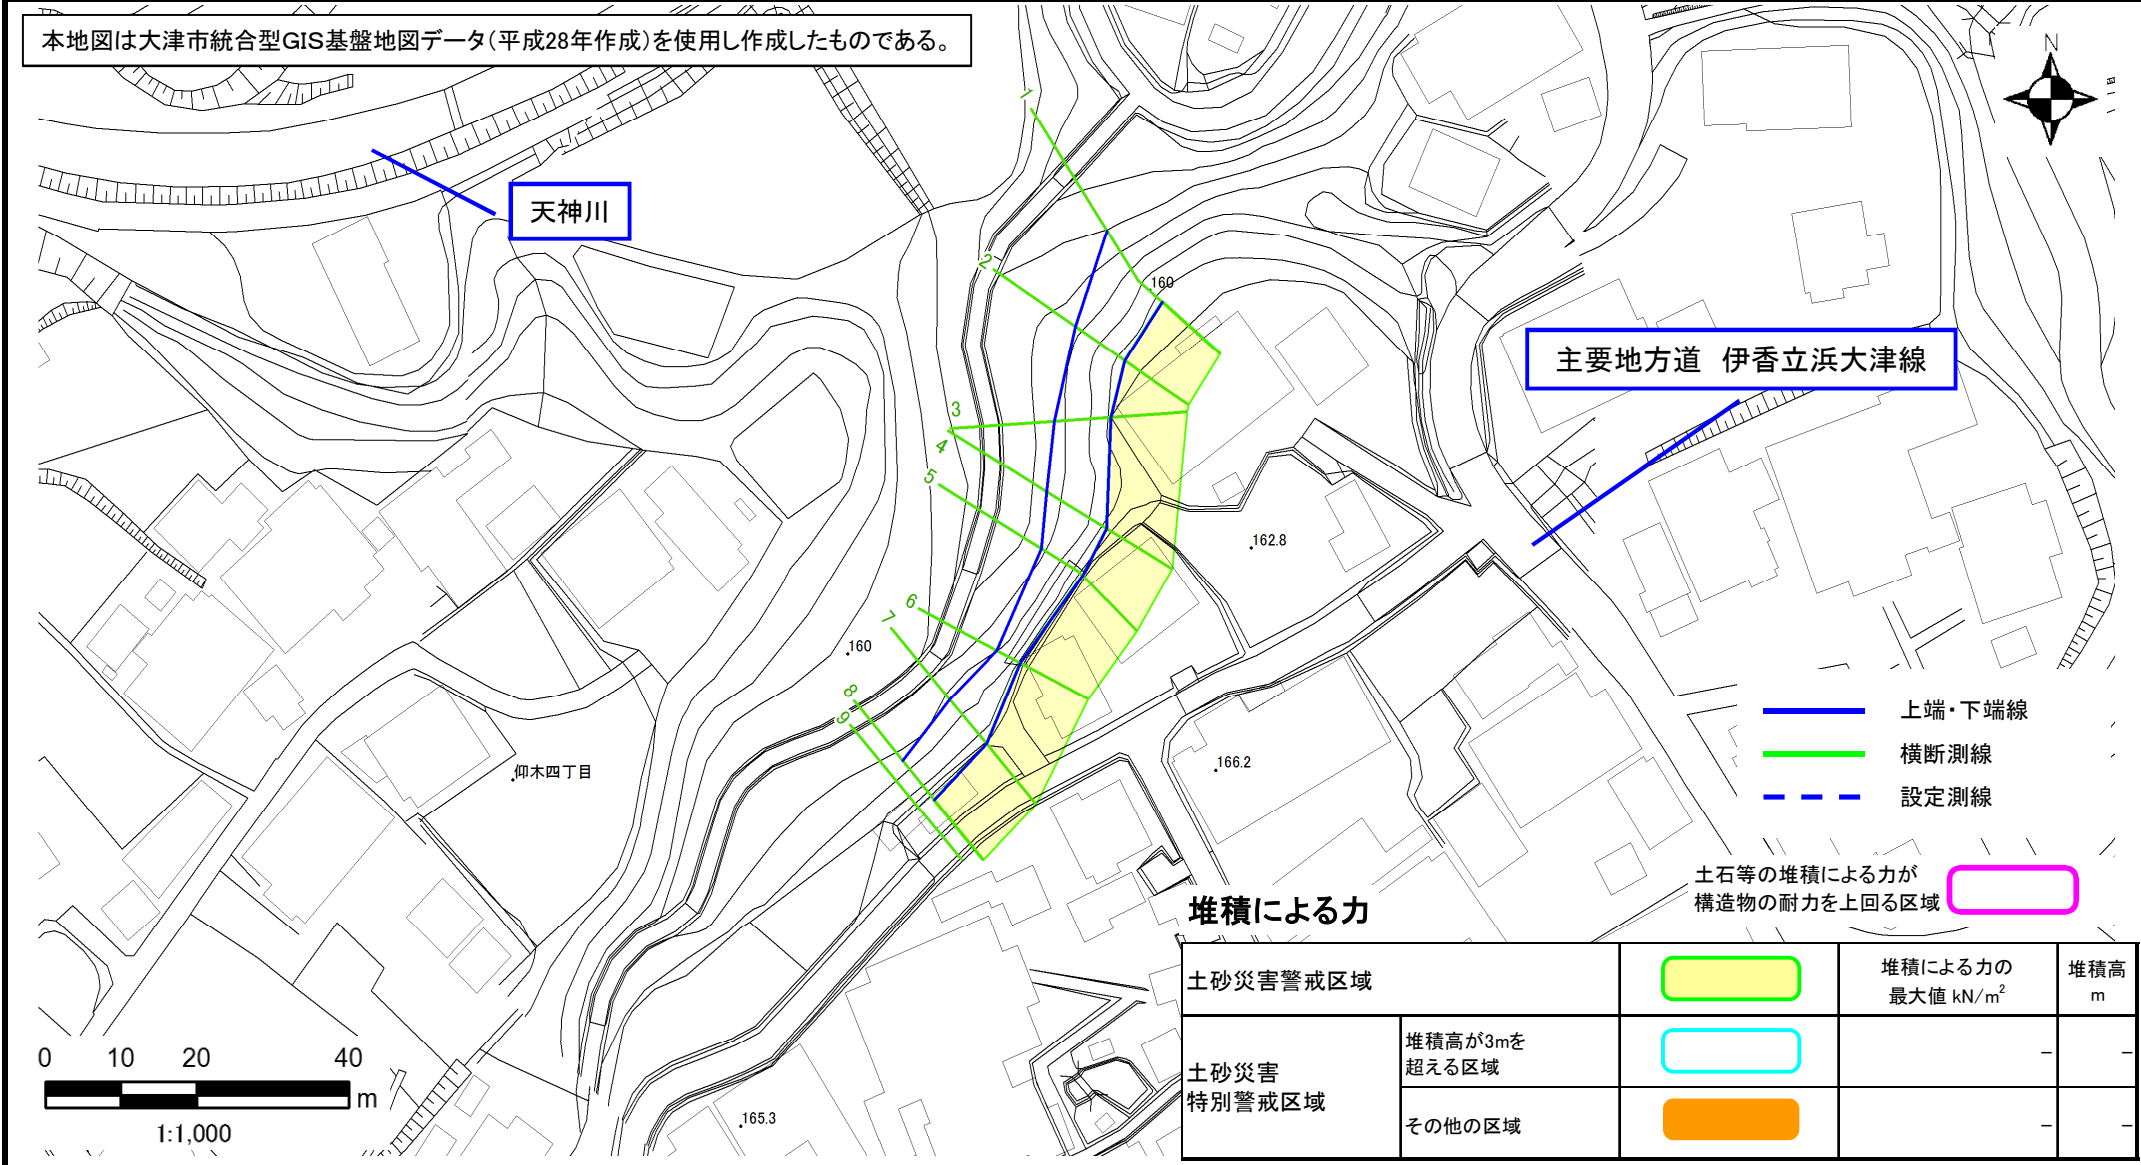 本地図は大津市統合型GIS基盤地図データ(平成28年作成)を使用し作成したものである。
N
天神川
1
2
160
3
4
5
主要地方道　伊香立浜大津線
162.8
6
7
160
8
9
仰木四丁目
166.2
165.3
上端・下端線
横断測線
設定測線
土石等の堆積による力が
構造物の耐力を上回る区域
堆積による力
土砂災害警戒区域
堆積による力の
最大値 kN/m²
堆積高
m
土砂災害
特別警戒区域
堆積高が3mを
超える区域
－ －
その他の区域
－ －
0 10 20 40
m
1:1,000